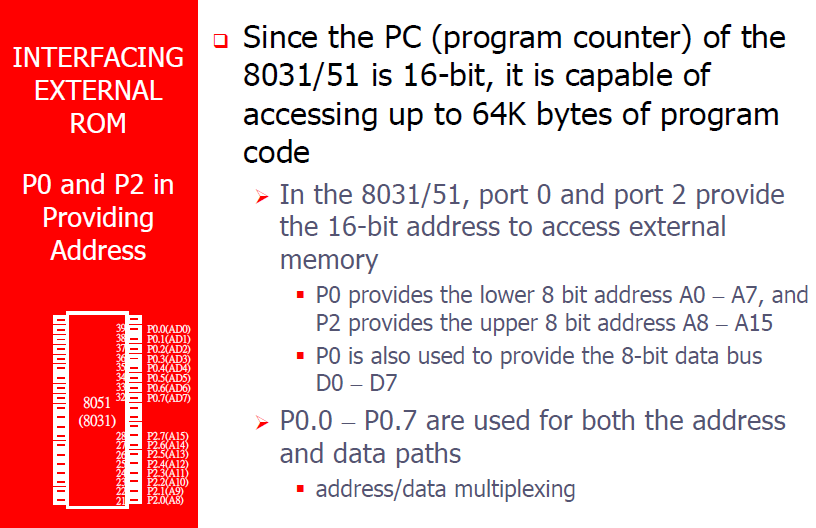 INTERFACING
EXTERNAL
ROM
P0 and P2 in
Providing
Address
39 P0.0(AD0)
38 P0.1(AD1)
37 P0.2(AD2)
36 P0.3(AD3)
35 P0.4(AD4)
34 P0.5(AD5)
33 P0.6(AD6)
32 P0.7(AD7)
8051
(8031)
28 P2.7(A15)
27 P2.6(A14)
26 P2.5(A13)
25 P2.4(A12)
24 P2.3(A11)
23 P2.2(A10)
22 P2.1(A9)
21 P2.0(A8)
Since the PC (program counter) of the
8031/51 is 16-bit, it is capable of
accessing up to 64K bytes of program
code
In the 8031/51, port 0 and port 2 provide
the 16-bit address to access external
memory
P0 provides the lower 8 bit address A0 – A7, and
P2 provides the upper 8 bit address A8 – A15
P0 is also used to provide the 8-bit data bus
D0 – D7
P0.0 – P0.7 are used for both the address
and data paths
address/data multiplexing